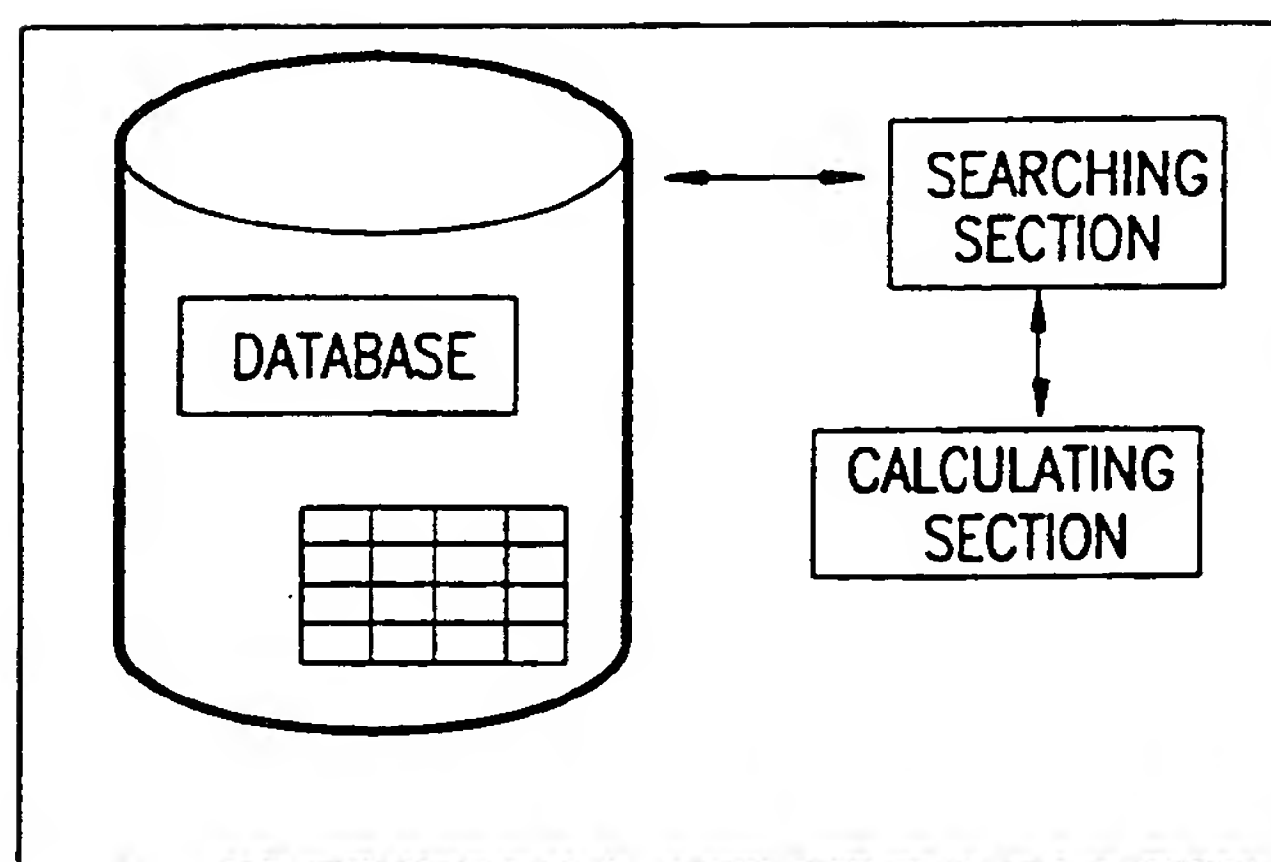 SEARCHING
SECTION
DATABASE
CALCULATING
SECTION